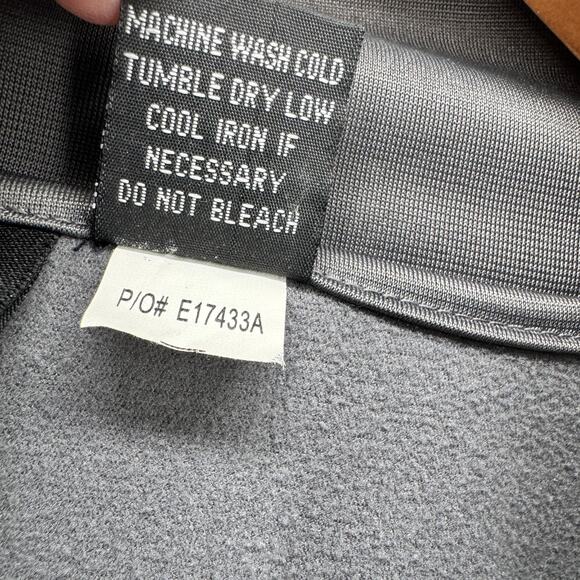 MACHINE WASH COLD
TUMBLE DRY LOW
COOL IRON IF
NECESSARY
DO NOT BLEACH
P/O# E17433A